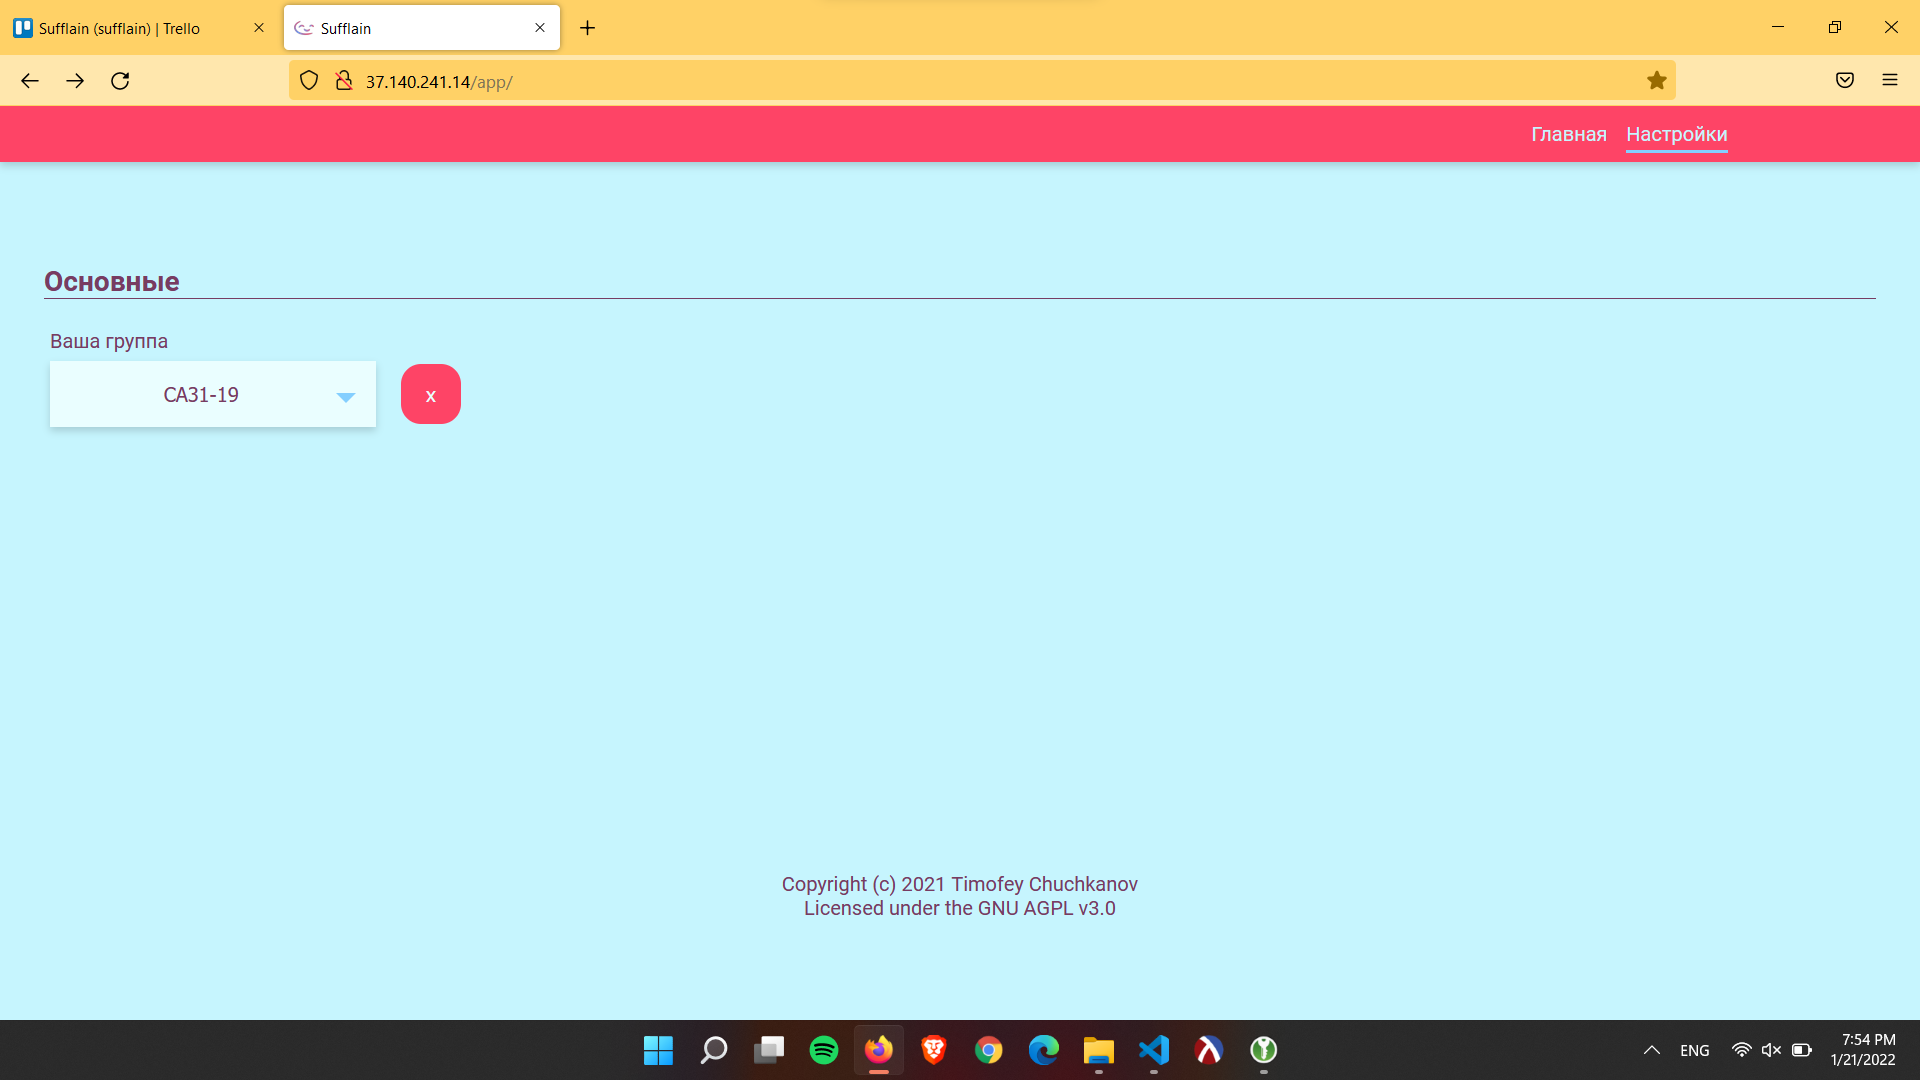 Sufflain (sufflain) | Trello
Sufflain
37.140.241.14/app/
Главная Настройки
Основные
Ваша группа
СА31-19
x
Copyright (c) 2021 Timofey Chuchkanov
Licensed under the GNU AGPL v3.0
ENG
7:54 PM
1/21/2022